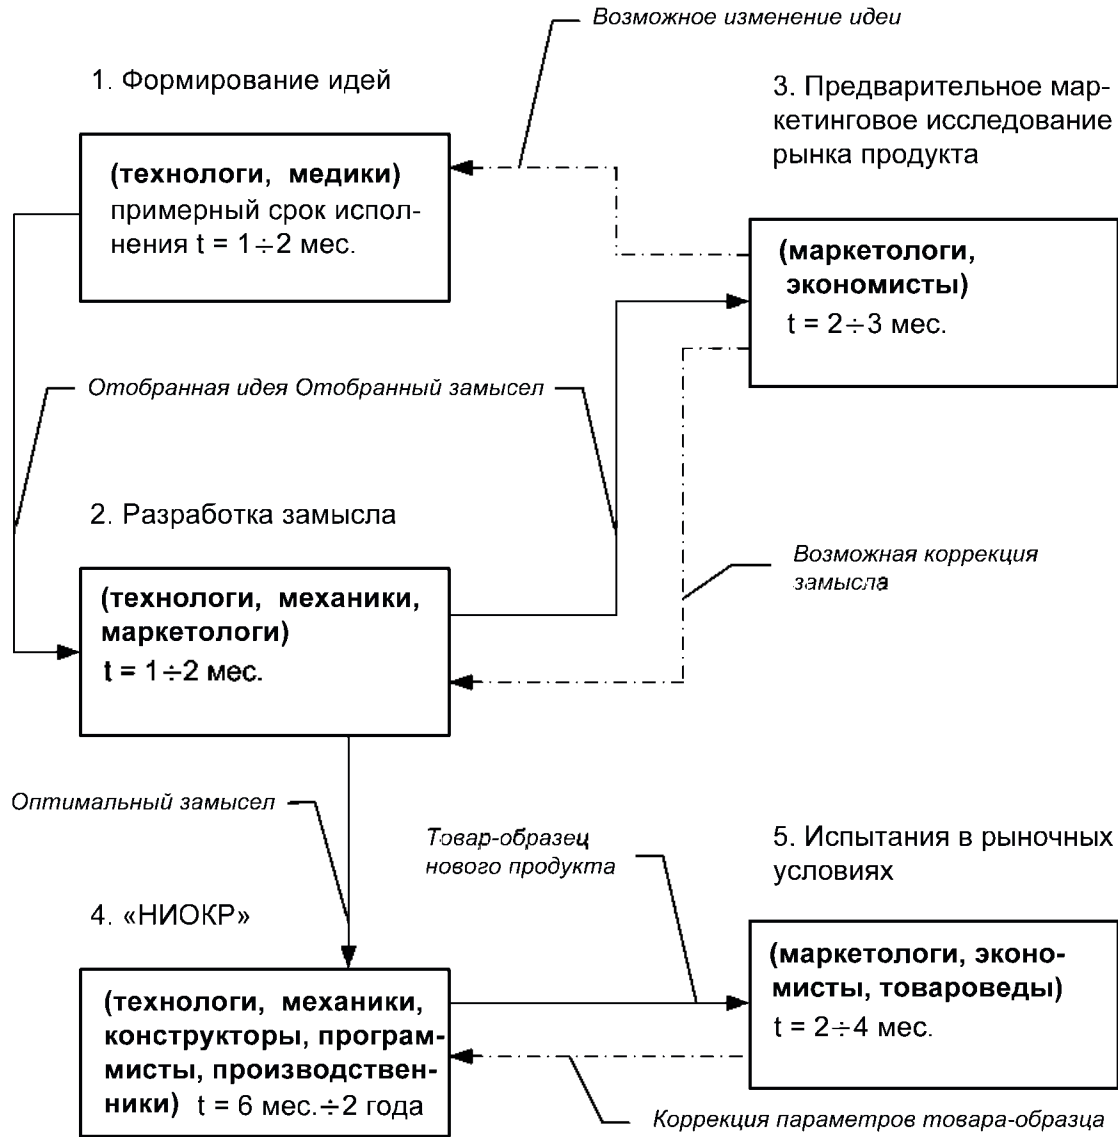 Возможное изменение идеи
1. Формирование идей
3. Предварительное мар-
кетинговое исследование
рынка продукта
(технологи, медики)
примерный срок испол-
нения t = 1÷2 мес.
(маркетологи,
экономисты)
t = 2÷3 мес.
Отобранная идея Отобранный замысел
2. Разработка замысла
Возможная коррекция
замысла
(технологи, механики,
маркетологи)
t = 1÷2 мес.
Оптимальный замысел
Товар-образец
нового продукта
5. Испытания в рыночных
условиях
4. «НИОКР»
(технологи, механики,
конструкторы, програм-
мисты, производствен-
ники) t = 6 мес.÷2 года
(маркетологи, эконо-
мисты, товароведы)
t = 2÷4 мес.
Коррекция параметров товара-образца